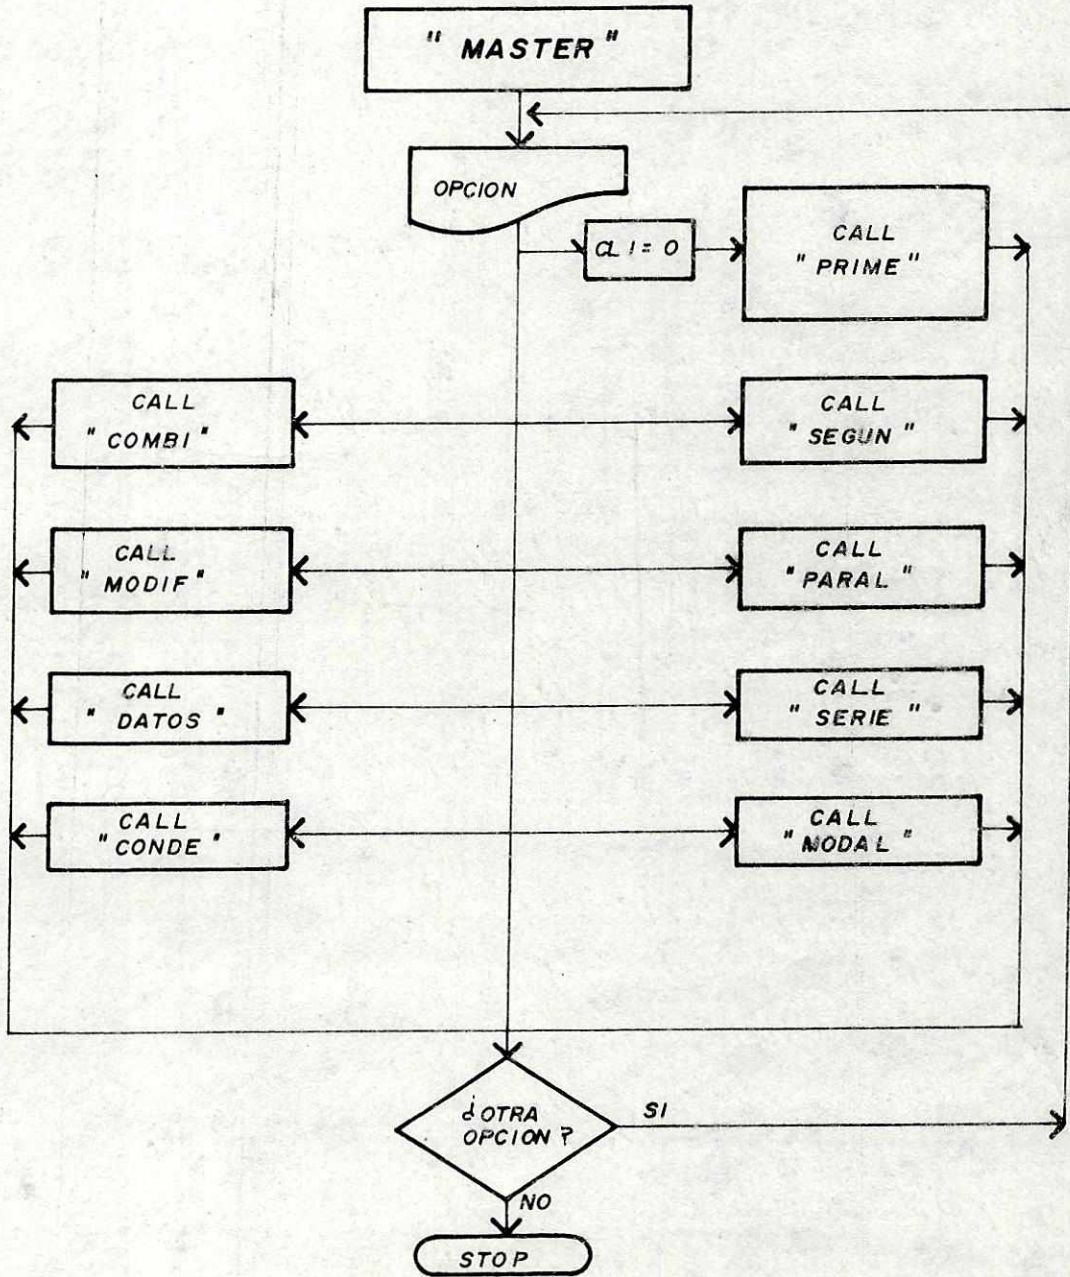 " MASTER "
OPCION
CL I = 0
CALL
" PRIME "
CALL
" COMBI "
CALL
" SEGUN "
CALL
" MODIF "
CALL
" PARAL "
CALL
" DATOS "
CALL
" SERIE "
CALL
" CONDE "
CALL
" MODAL "
¿ OTRA
OPCION ?
SI
NO
STOP